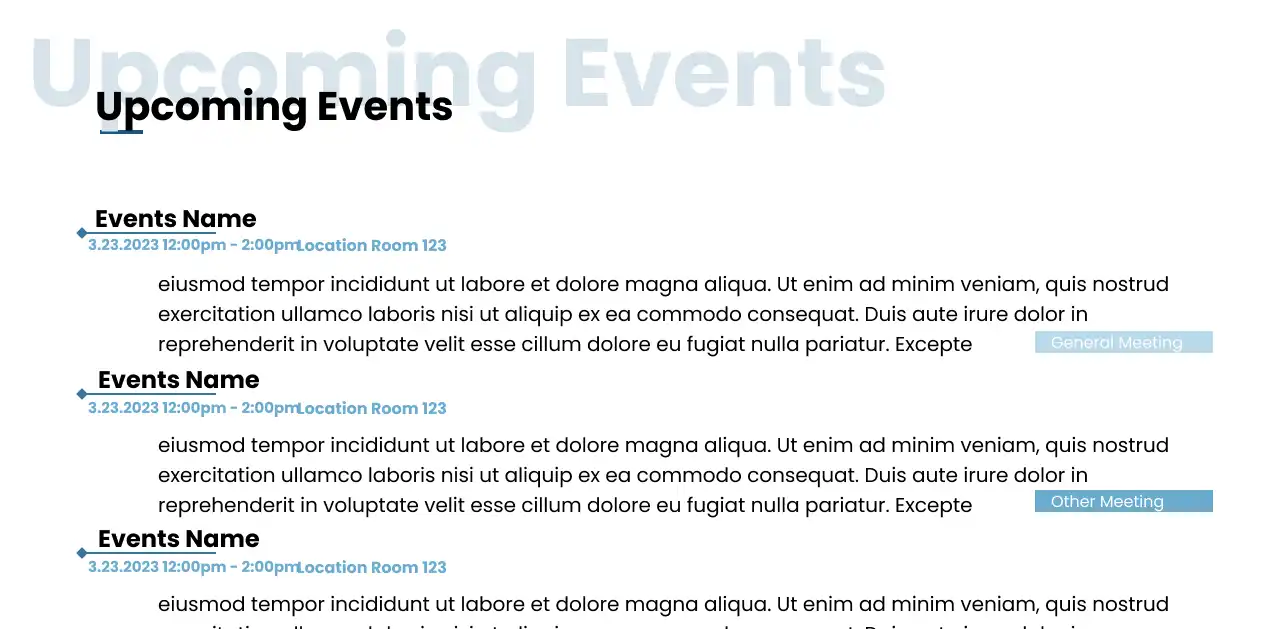 Upcoming Events
Upcoming Events
Events Name
3.23.2023 12:00pm - 2:00pm Location Room 123
eiusmod tempor incididunt ut labore et dolore magna aliqua. Ut enim ad minim veniam, quis nostrud
exercitation ullamco laboris nisi ut aliquip ex ea commodo consequat. Duis aute irure dolor in
reprehenderit in voluptate velit esse cillum dolore eu fugiat nulla pariatur. Excepte
General Meeting
Events Name
3.23.2023 12:00pm - 2:00pm Location Room 123
eiusmod tempor incididunt ut labore et dolore magna aliqua. Ut enim ad minim veniam, quis nostrud
exercitation ullamco laboris nisi ut aliquip ex ea commodo consequat. Duis aute irure dolor in
reprehenderit in voluptate velit esse cillum dolore eu fugiat nulla pariatur. Excepte
Other Meeting
Events Name
3.23.2023 12:00pm - 2:00pm Location Room 123
eiusmod tempor incididunt ut labore et dolore magna aliqua. Ut enim ad minim veniam, quis nostrud